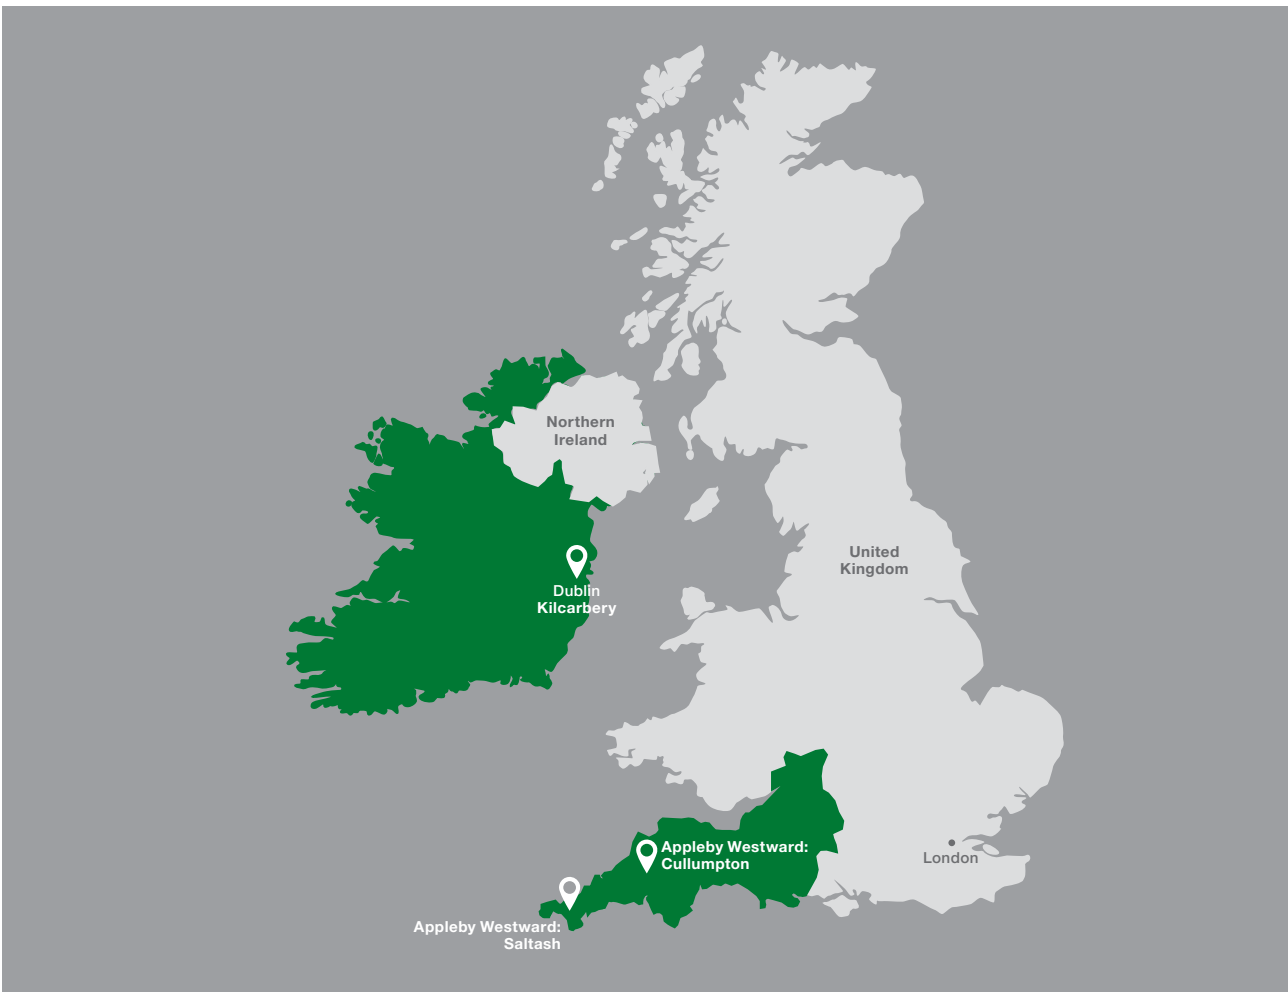 Northern
Ireland
United
Kingdom
Dublin
Kilcarbery
Appleby Westward:
Cullumpton
London
Appleby Westward:
Saltash